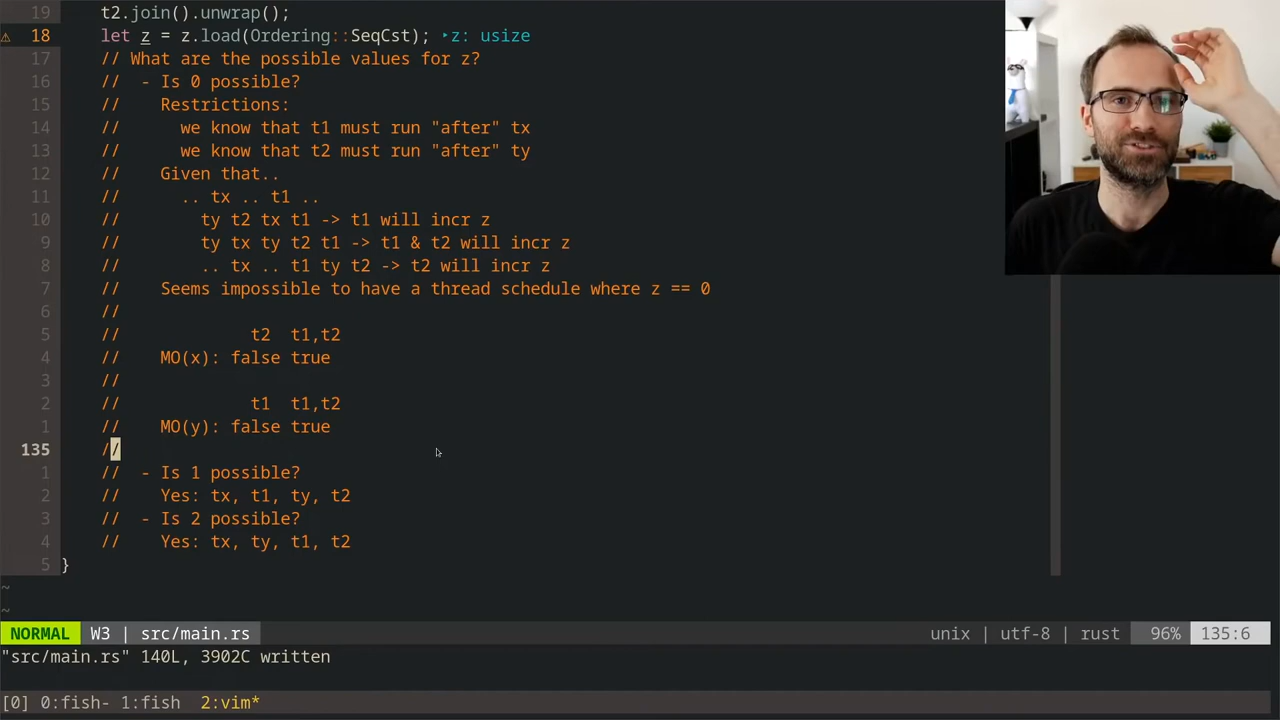 19 t2.join().unwrap();
⚠ 18 let z = z.load(Ordering::SeqCst); ‣z: usize
17 // What are the possible values for z?
16 //  - Is 0 possible?
15 //    Restrictions:
14 //      we know that t1 must run "after" tx
13 //      we know that t2 must run "after" ty
12 //    Given that..
11 //      .. tx .. t1 ..
10 //        ty t2 tx t1 -> t1 will incr z
9 //        ty tx ty t2 t1 -> t1 & t2 will incr z
8 //        .. tx .. t1 ty t2 -> t2 will incr z
7 //    Seems impossible to have a thread schedule where z == 0
6 //
5 //             t2  t1,t2
4 //    MO(x): false true
3 //
2 //             t1  t1,t2
1 //    MO(y): false true
135 //
1 //  - Is 1 possible?
2 //    Yes: tx, t1, ty, t2
3 //  - Is 2 possible?
4 //    Yes: tx, ty, t1, t2
5 }
~
~
NORMAL W3 | src/main.rs unix | utf-8 | rust 96% 135:6
"src/main.rs" 140L, 3902C written
[0] 0:fish- 1:fish 2:vim*